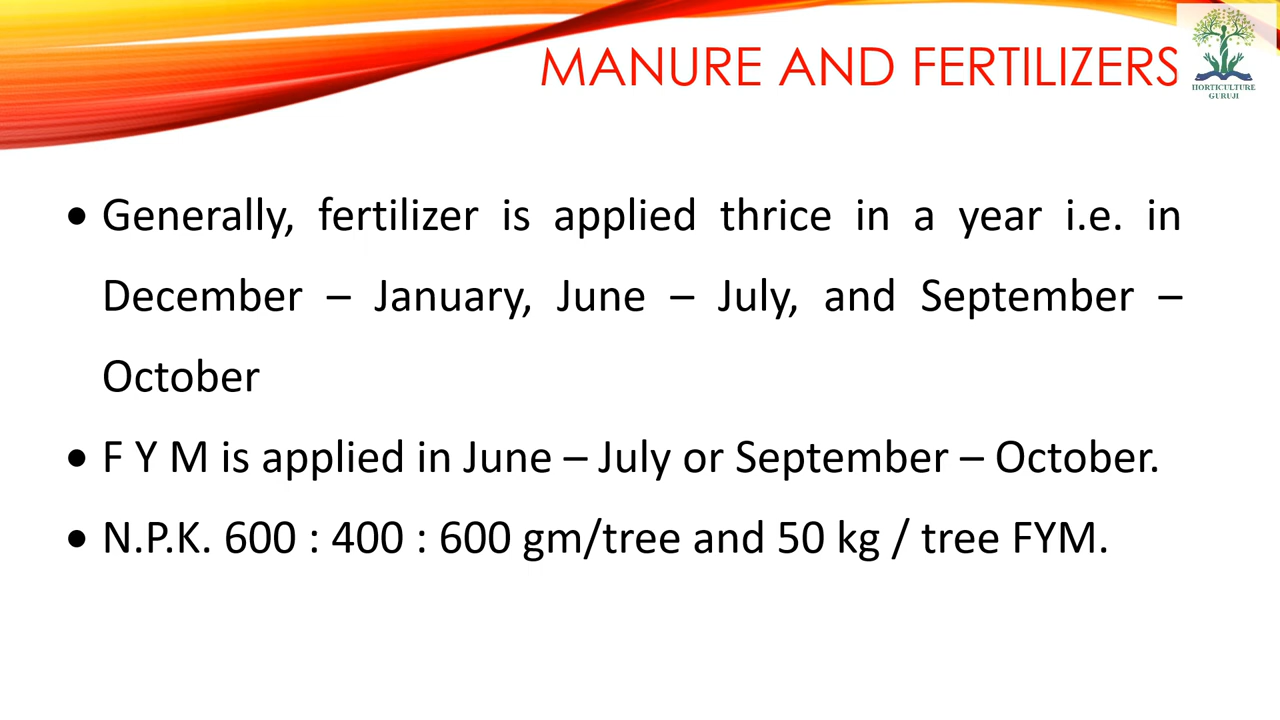 MANURE AND FERTILIZERS
HORTICULTURE
GURUJI
• Generally, fertilizer is applied thrice in a year i.e. in
December – January, June – July, and September –
October
• F Y M is applied in June – July or September – October.
• N.P.K. 600 : 400 : 600 gm/tree and 50 kg / tree FYM.